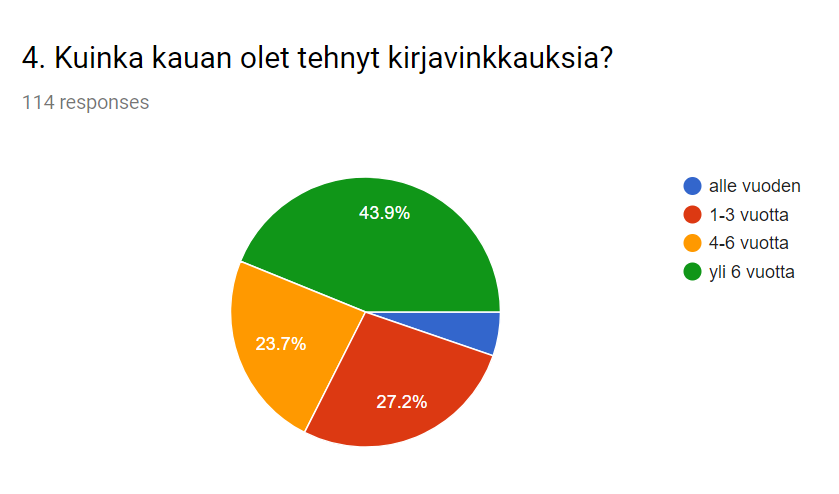 4. Kuinka kauan olet tehnyt kirjavinkkauksia?
114 responses
43.9%
23.7%
27.2%
alle vuoden
1-3 vuotta
4-6 vuotta
yli 6 vuotta